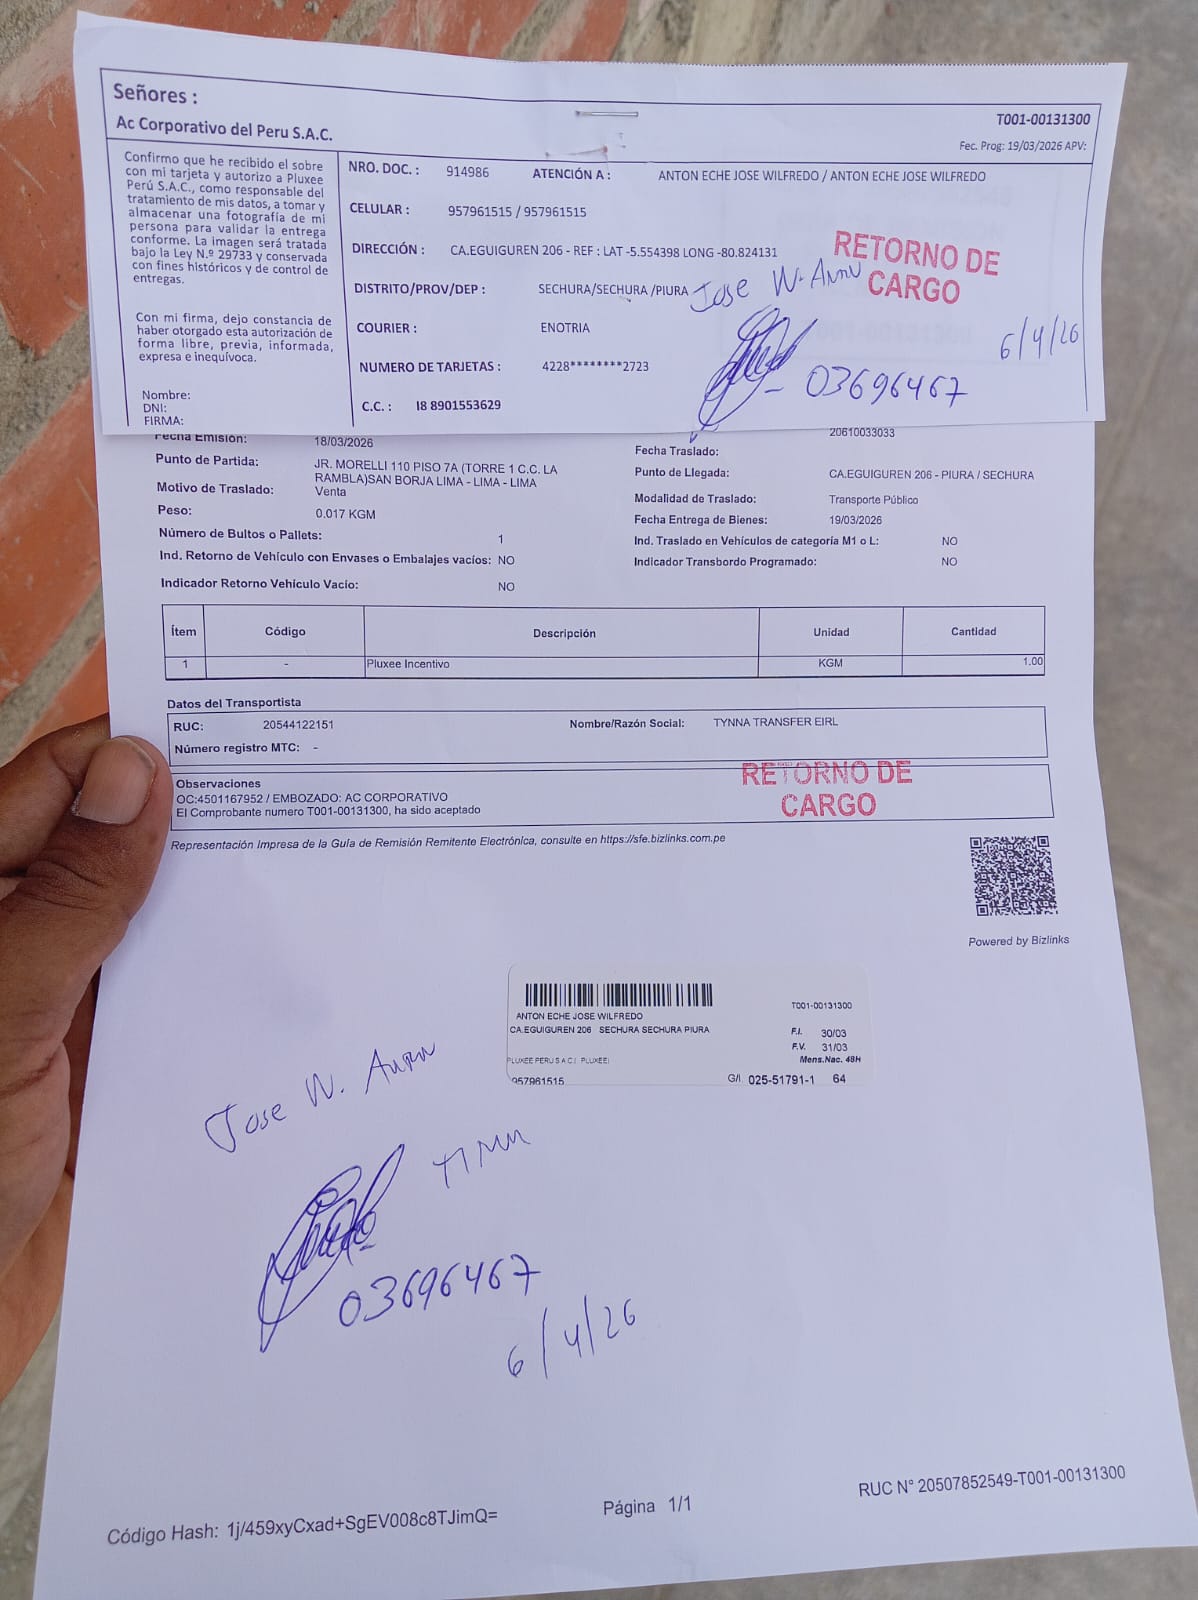 Señores :
Ac Corporativo del Peru S.A.C.
T001-00131300
Fec. Prog: 19/03/2026 APV:
Confirmo que he recibido el sobre
con mi tarjeta y autorizo a Pluxee
Perú S.A.C., como responsable del
tratamiento de mis datos, a tomar y
almacenar una fotografía de mi
persona para validar la entrega
conforme. La imagen será tratada
bajo la Ley N.º 29733 y conservada
con fines históricos y de control de
entregas.
Con mi firma, dejo constancia de
haber otorgado esta autorización de
forma libre, previa, informada,
expresa e inequívoca.
Nombre:
DNI:
FIRMA:
NRO. DOC. : 914986 ATENCIÓN A : ANTON ECHE JOSE WILFREDO / ANTON ECHE JOSE WILFREDO
CELULAR : 957961515 / 957961515
DIRECCIÓN : CA.EGUIGUREN 206 - REF : LAT -5.554398 LONG -80.824131
DISTRITO/PROV/DEP : SECHURA/SECHURA /PIURA
COURIER : ENOTRIA
NUMERO DE TARJETAS : 4228********2723
C.C. : I8 8901553629
RETORNO DE
CARGO
Jose W. Anton
6/4/26
03696467
Fecha Emisión: 18/03/2026
20610033033
Punto de Partida: JR. MORELLI 110 PISO 7A (TORRE 1 C.C. LA
RAMBLA)SAN BORJA LIMA - LIMA - LIMA
Motivo de Traslado: Venta
Peso: 0.017 KGM
Número de Bultos o Pallets: 1
Ind. Retorno de Vehículo con Envases o Embalajes vacíos: NO
Indicador Retorno Vehículo Vacío: NO
Fecha Traslado:
Punto de Llegada: CA.EGUIGUREN 206 - PIURA / SECHURA
Modalidad de Traslado: Transporte Público
Fecha Entrega de Bienes: 19/03/2026
Ind. Traslado en Vehículos de categoría M1 o L: NO
Indicador Transbordo Programado: NO
Ítem Código Descripción Unidad Cantidad
1 - Pluxee Incentivo KGM 1.00
Datos del Transportista
RUC: 20544122151 Nombre/Razón Social: TYNNA TRANSFER EIRL
Número registro MTC: -
Observaciones
OC:4501167952 / EMBOZADO: AC CORPORATIVO
El Comprobante numero T001-00131300, ha sido aceptado
RETORNO DE
CARGO
Representación Impresa de la Guía de Remisión Remitente Electrónica, consulte en https://sfe.bizlinks.com.pe
Powered by Bizlinks
T001-00131300
ANTON ECHE JOSE WILFREDO
CA.EGUIGUREN 206 SECHURA SECHURA PIURA
F.I. 30/03
F.V. 31/03
PLUXEE PERU S A C ( PLUXEE)
Mens.Nac. 48H
957961515 G/I 025-51791-1 64
Jose W. Anton
03696467
6/4/26
Código Hash: 1j/459xyCxad+SgEV008c8TJimQ=
Página 1/1
RUC N° 20507852549-T001-00131300